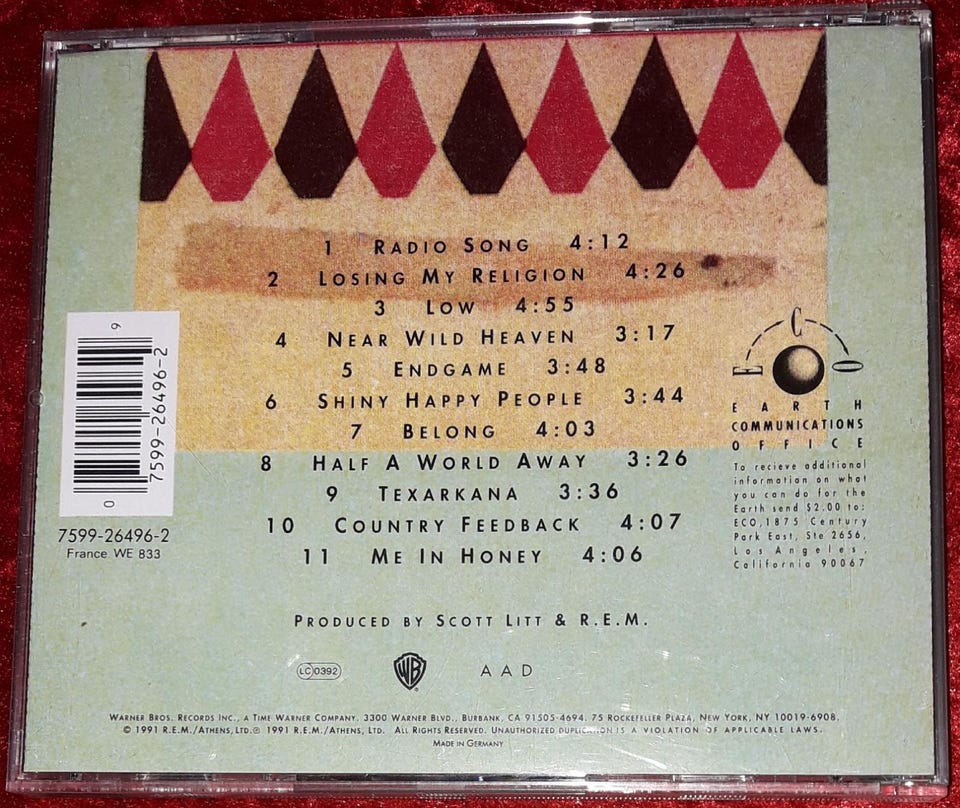 1 Radio Song 4:12
2 Losing My Religion 4:26
3 Low 4:55
4 Near Wild Heaven 3:17
5 Endgame 3:48
6 Shiny Happy People 3:44
7 Belong 4:03
8 Half A World Away 3:26
9 Texarkana 3:36
10 Country Feedback 4:07
11 Me In Honey 4:06
Produced by Scott Litt & R.E.M.
LC 0392
WB
AAD
Warner Bros. Records Inc., a Time Warner Company. 3300 Warner Blvd., Burbank, CA 91505-4694. 75 Rockefeller Plaza, New York, NY 10019-6908.
© 1991 R.E.M./Athens, Ltd. ℗ 1991 R.E.M./Athens, Ltd. All Rights Reserved. Unauthorized duplication is a violation of applicable laws.
Made in Germany
0 7599-26496-2 9
7599-26496-2
France WE 833
E C O
EARTH
COMMUNICATIONS
OFFICE
To recieve additional
information on what
you can do for the
Earth send $2.00 to:
ECO, 1875 Century
Park East, Ste 2656,
Los Angeles,
California 90067